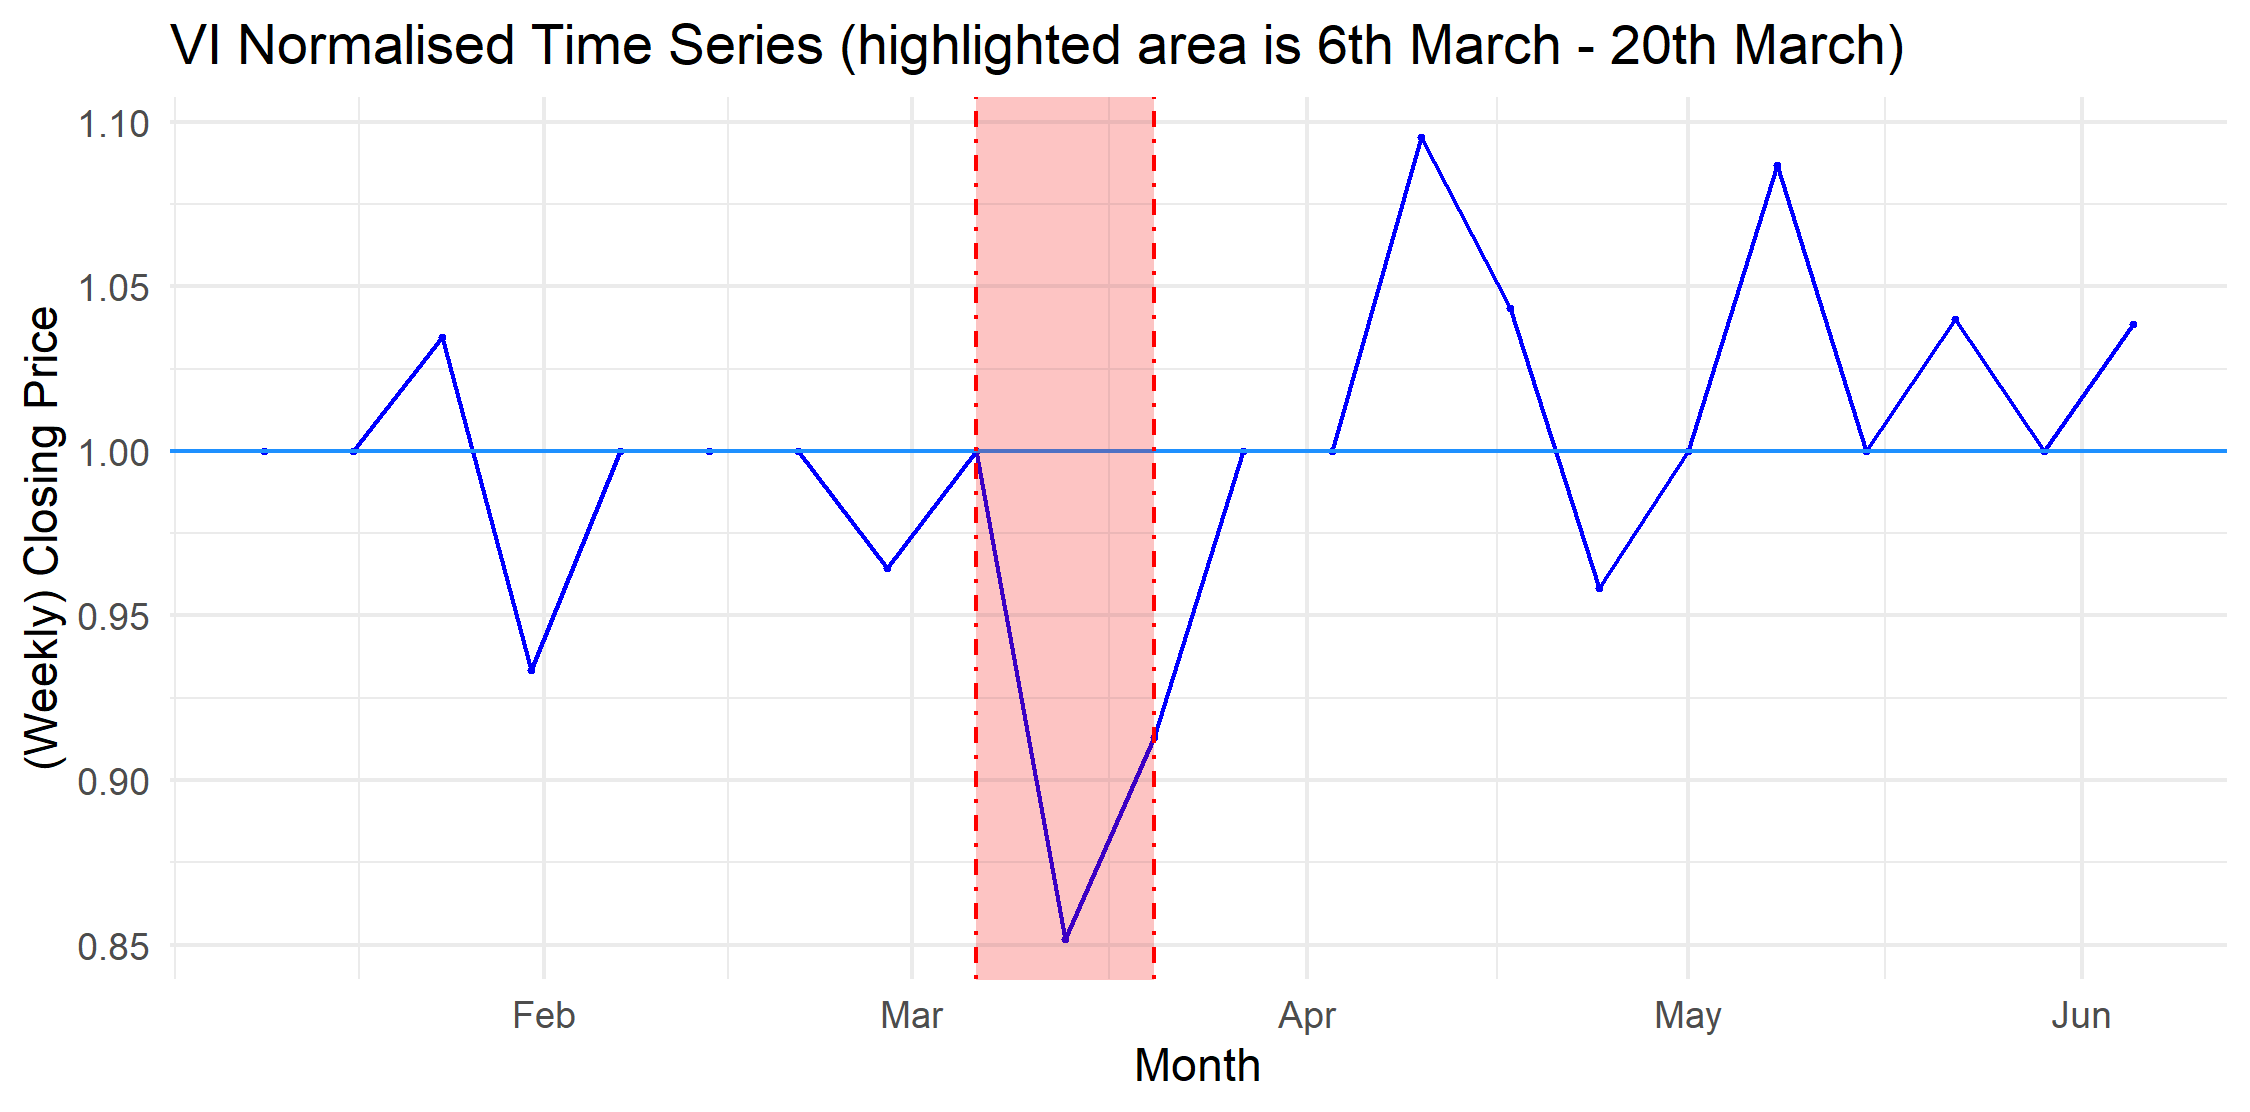 VI Normalised Time Series (highlighted area is 6th March - 20th March)
(Weekly) Closing Price
1.10
1.05
1.00
0.95
0.90
0.85
Feb Mar Apr May Jun
Month